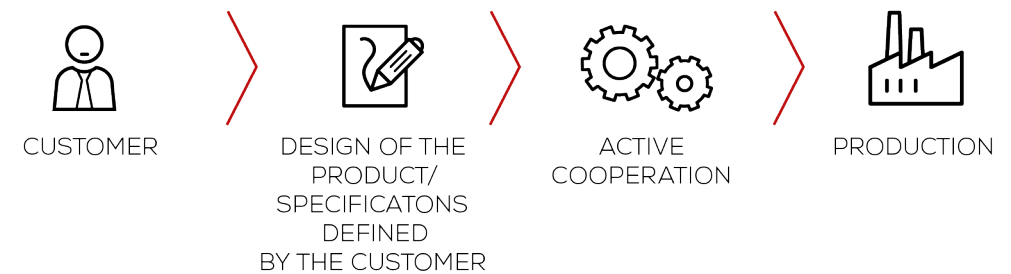 CUSTOMER
DESIGN OF THE
PRODUCT/
SPECIFICATONS
DEFINED
BY THE CUSTOMER
ACTIVE
COOPERATION
PRODUCTION